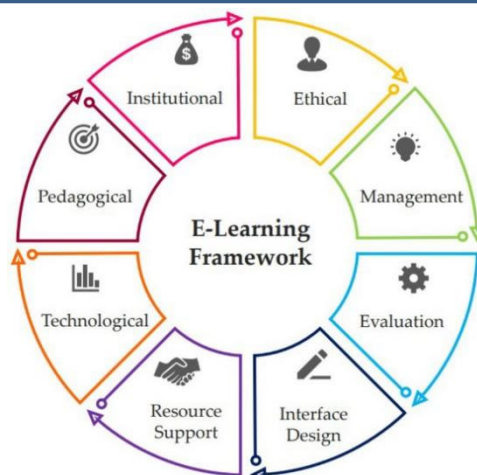 Institutional
Ethical
Pedagogical
Management
E-Learning
Framework
Technological
Evaluation
Resource
Support
Interface
Design
$